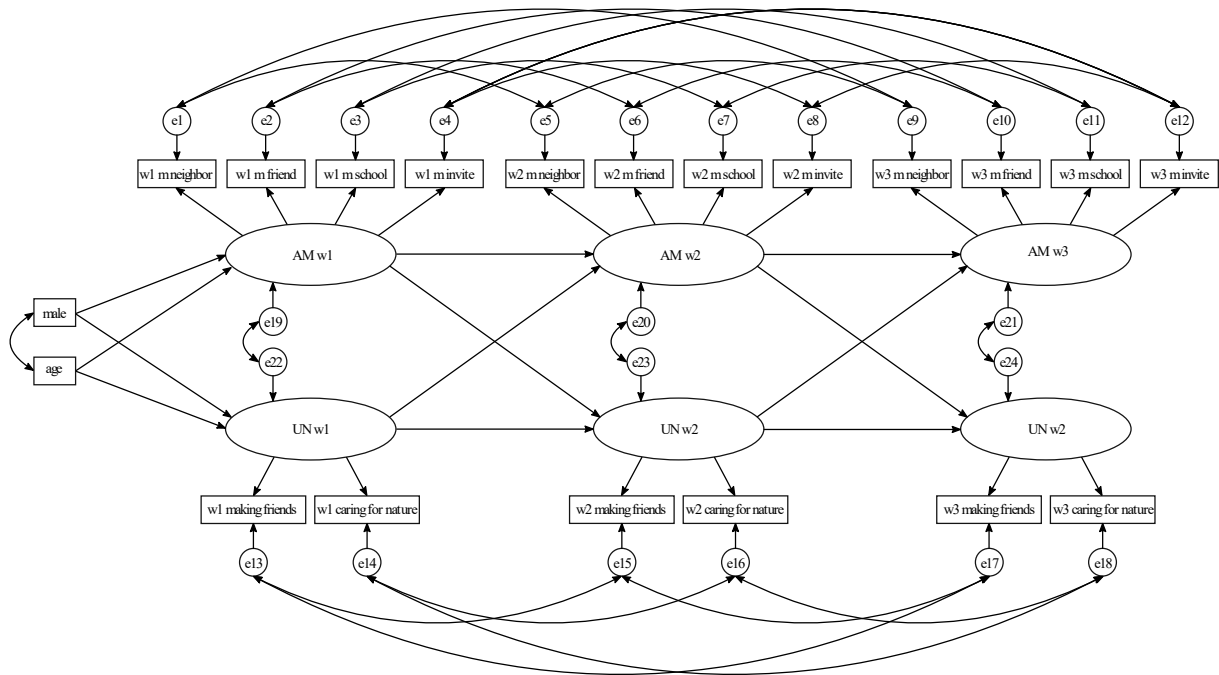 e1 e2 e3 e4 e5 e6 e7 e8 e9 e10 e11 e12
w1 m neighbor w1 m friend w1 m school w1 m invite w2 m neighbor w2 m friend w2 m school w2 m invite w3 m neighbor w3 m friend w3 m school w3 m invite
AM w1 AM w2 AM w3
male e19 e20 e21
age e22 e23 e24
UN w1 UN w2 UN w2
w1 making friends w1 caring for nature w2 making friends w2 caring for nature w3 making friends w3 caring for nature
e13 e14 e15 e16 e17 e18